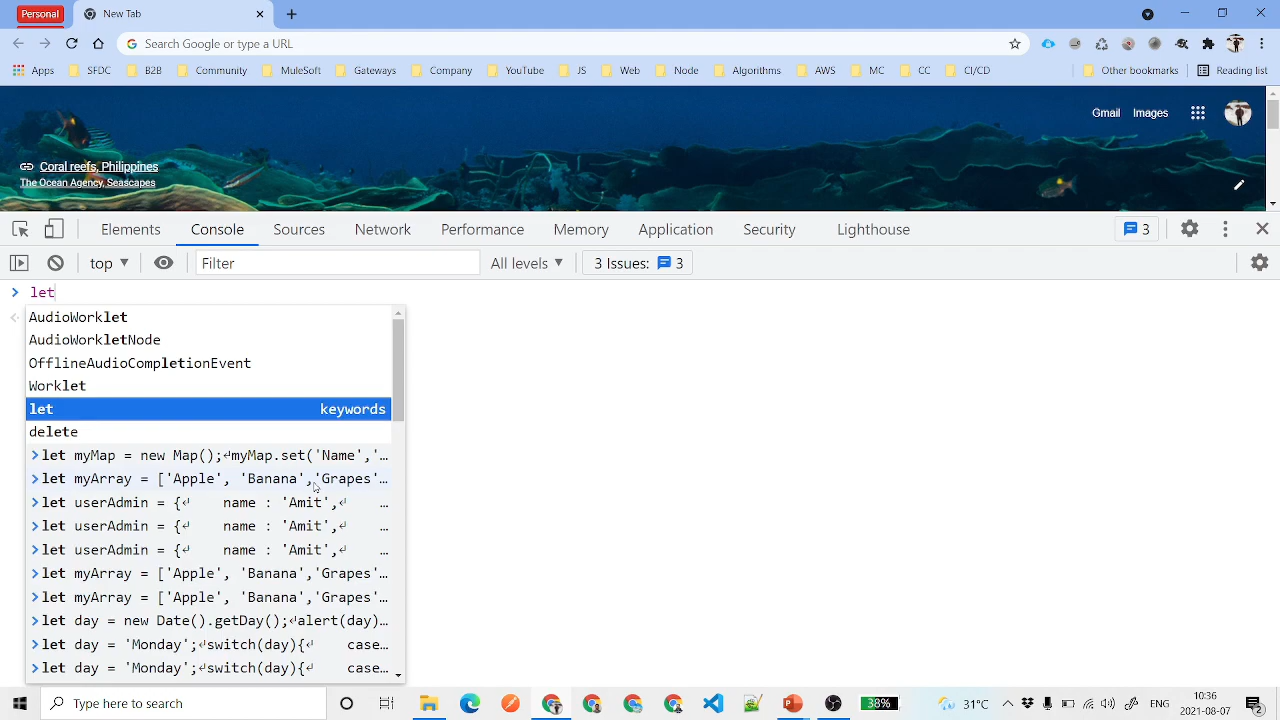 Personal
New Tab
Search Google or type a URL
Apps SFDC B2B Community MuleSoft Gateways Company YouTube JS Web Node Algorithms AWS MC CC CI/CD Other bookmarks Reading list
Gmail Images
Coral reefs, Philippines
The Ocean Agency, Seascapes
Elements Console Sources Network Performance Memory Application Security Lighthouse 3
top Filter All levels 3 Issues: 3
> let
AudioWorklet
AudioWorkletNode
OfflineAudioCompletionEvent
Worklet
let keywords
delete
>let myMap = new Map();↵myMap.set('Name','…
>let myArray = ['Apple', 'Banana','Grapes'…
>let userAdmin = {↵    name : 'Amit',↵    …
>let userAdmin = {↵    name : 'Amit',↵    …
>let userAdmin = {↵    name : 'Amit',↵    …
>let myArray = ['Apple', 'Banana','Grapes'…
>let myArray = ['Apple', 'Banana','Grapes'…
>let day = new Date().getDay();↵alert(day)…
>let day = 'Monday';↵switch(day){↵    case…
>let day = 'Monday';↵switch(day){↵    case…
Type here to search 38% 31°C ENG 10:36
2021-08-07 2